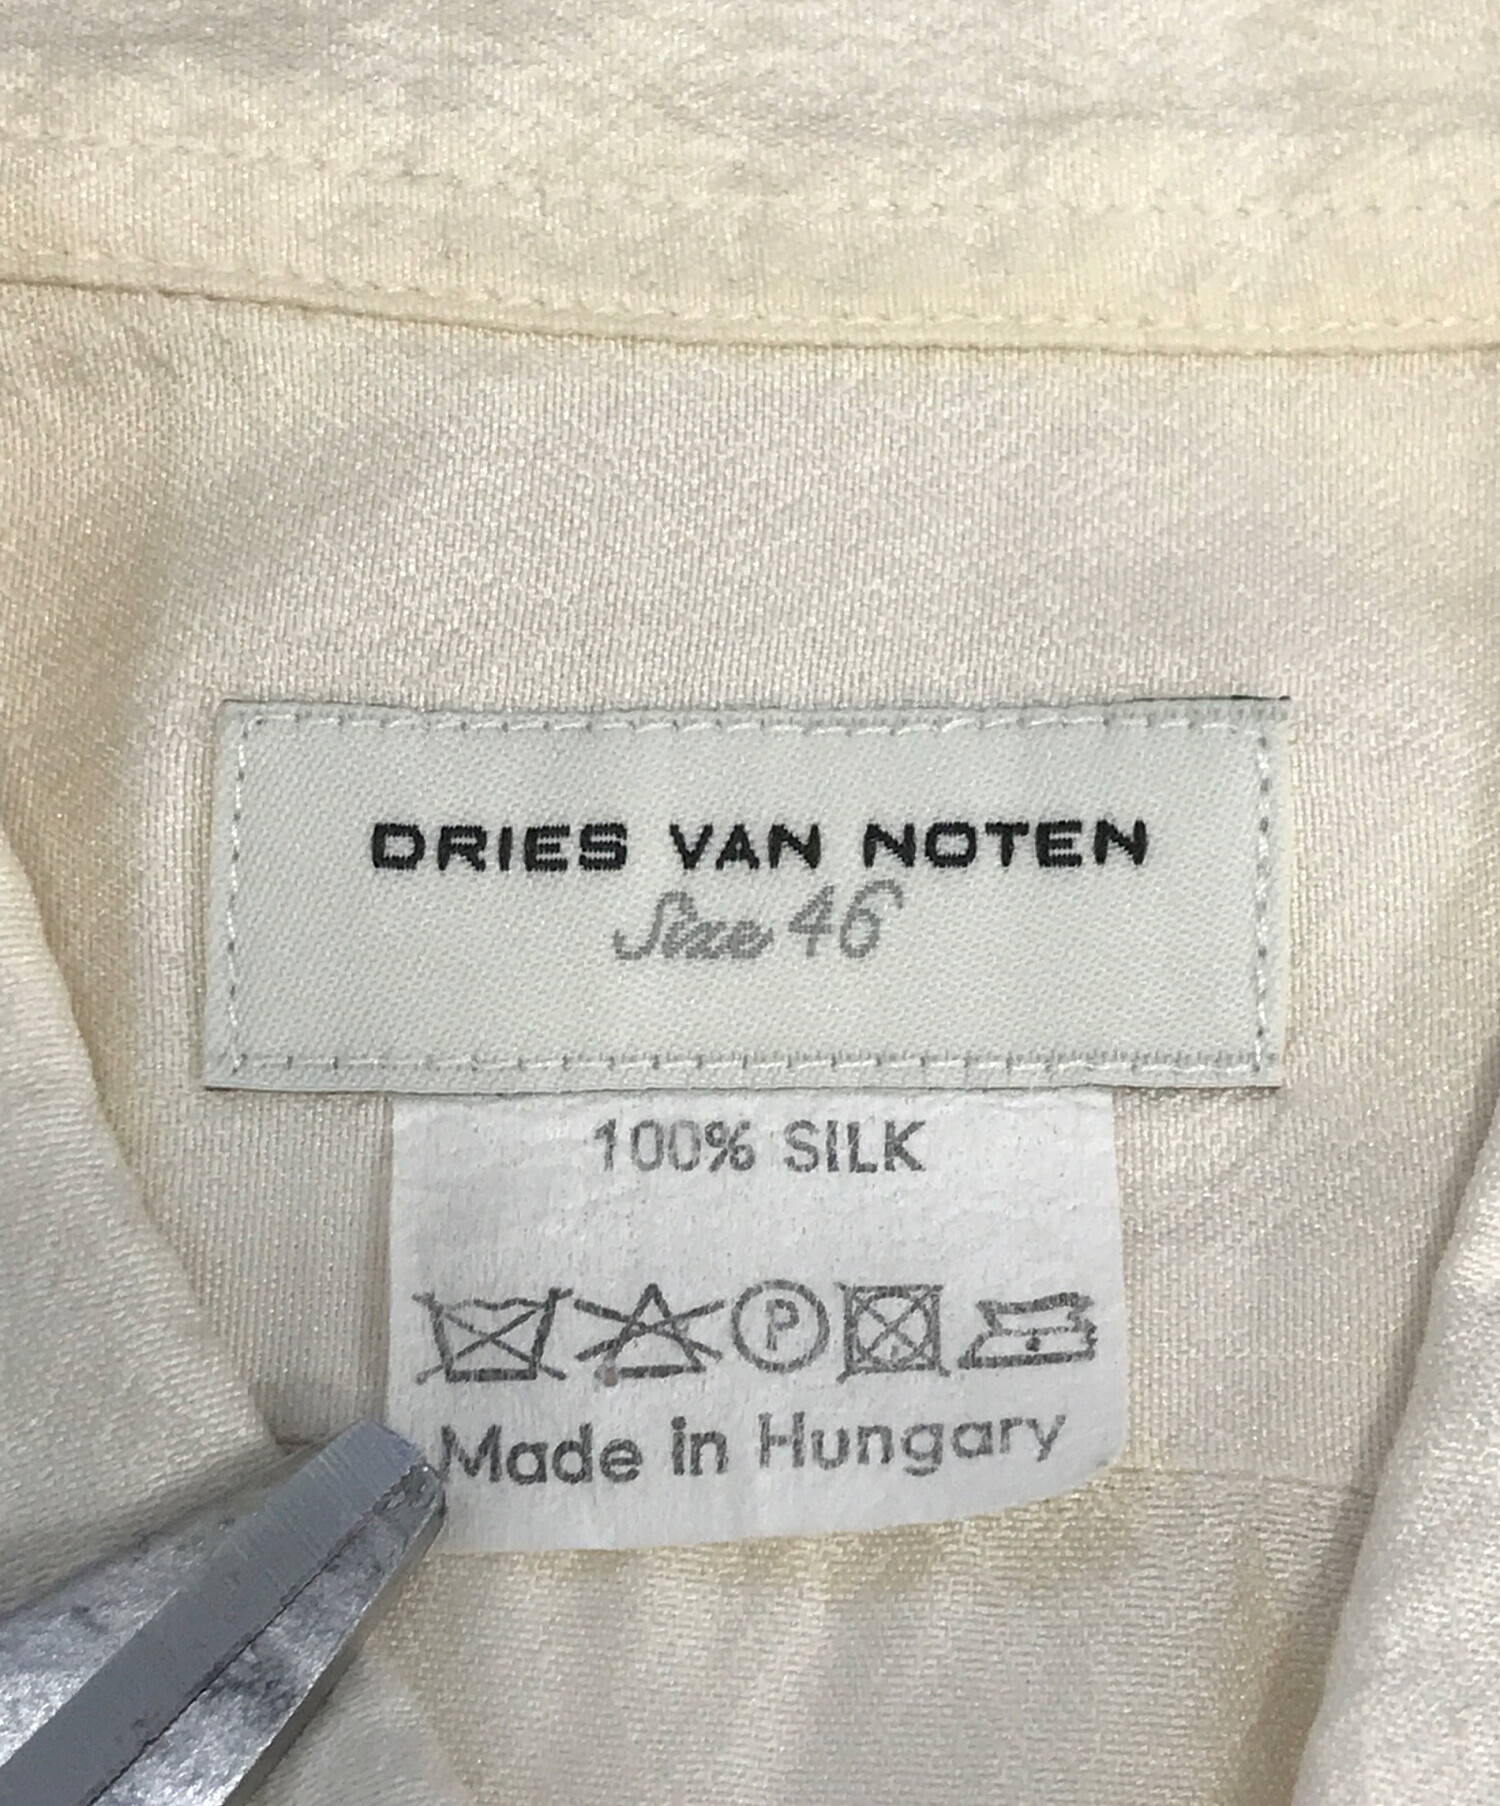 DRIES VAN NOTEN
Size 46
100% SILK
P
Made in Hungary